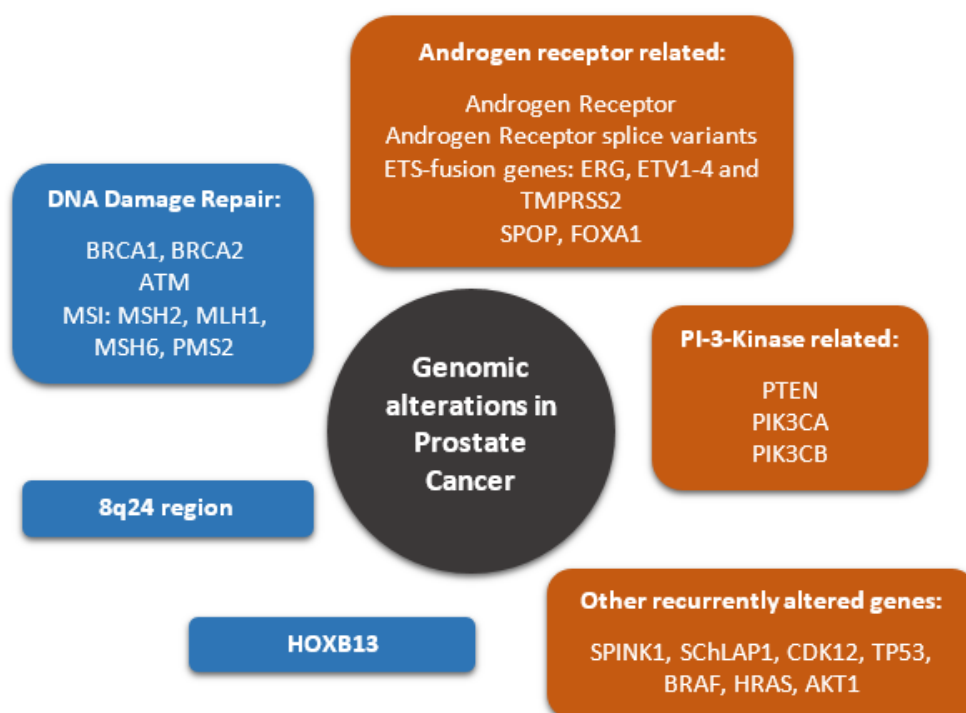 Androgen receptor related:
Androgen Receptor
Androgen Receptor splice variants
ETS-fusion genes: ERG, ETV1-4 and
TMPRSS2
SPOP, FOXA1
DNA Damage Repair:
BRCA1, BRCA2
ATM
MSI: MSH2, MLH1,
MSH6, PMS2
Genomic
alterations in
Prostate
Cancer
PI-3-Kinase related:
PTEN
PIK3CA
PIK3CB
8q24 region
HOXB13
Other recurrently altered genes:
SPINK1, SChLAP1, CDK12, TP53,
BRAF, HRAS, AKT1